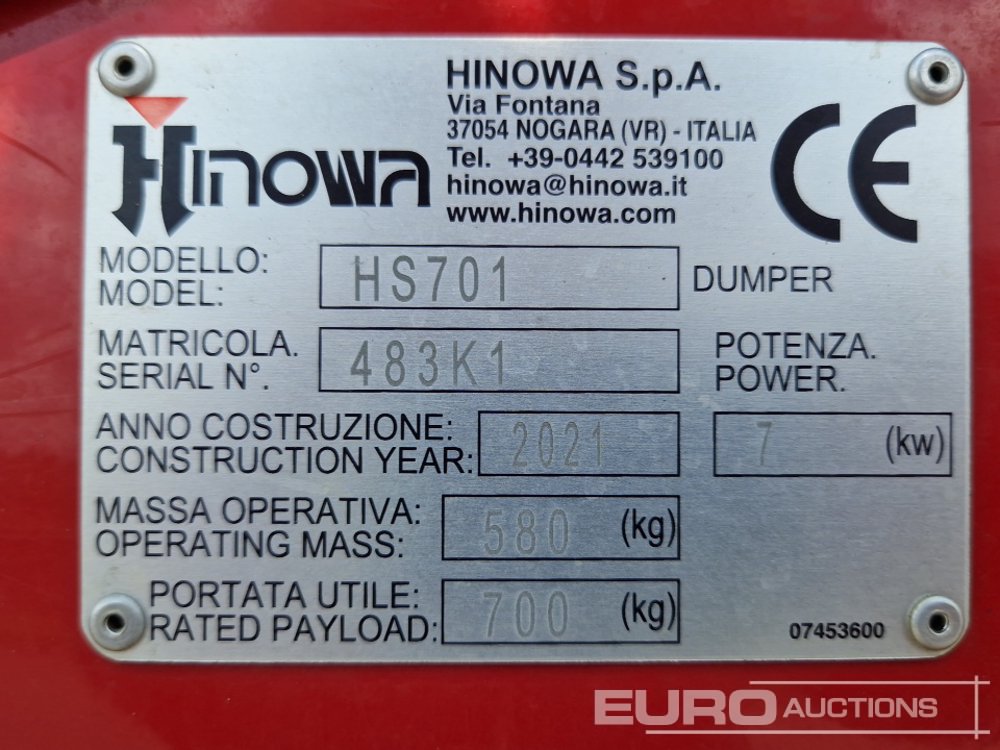 HINOWA
HINOWA S.p.A.
Via Fontana
37054 NOGARA (VR) - ITALIA
Tel. +39-0442 539100
hinowa@hinowa.it
www.hinowa.com
CE
MODELLO:
MODEL:
HS701
DUMPER
MATRICOLA.
SERIAL N°.
483K1
POTENZA.
POWER.
ANNO COSTRUZIONE:
CONSTRUCTION YEAR:
2021
7 (kw)
MASSA OPERATIVA:
OPERATING MASS:
580 (kg)
PORTATA UTILE:
RATED PAYLOAD:
700 (kg)
07453600
EURO AUCTIONS